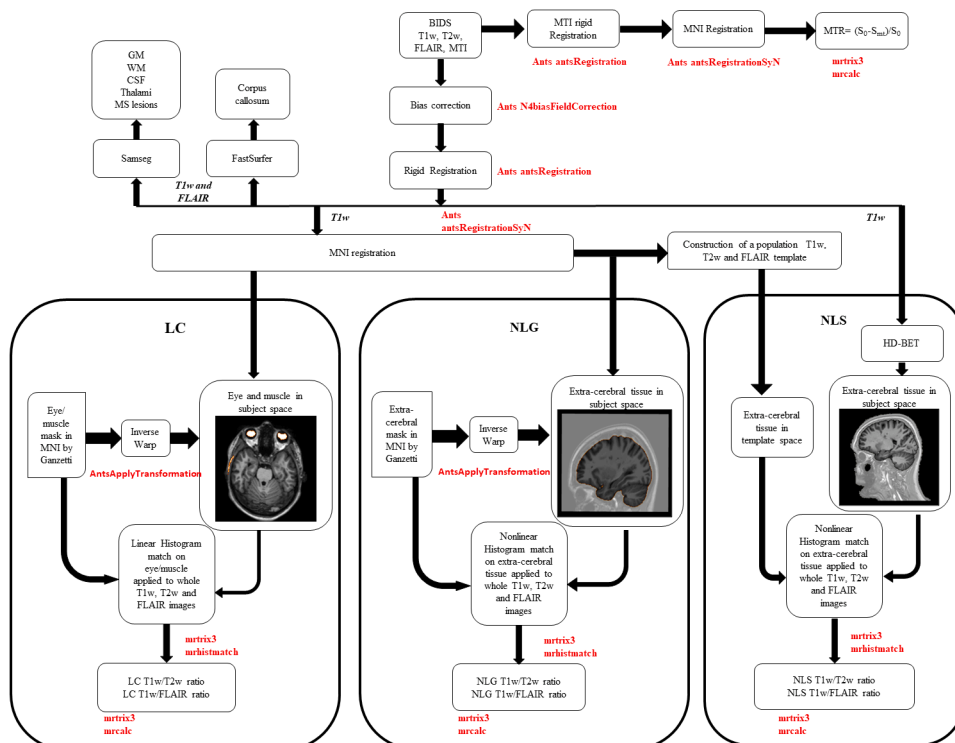 GM
WM
CSF
Thalami
MS lesions
Corpus
callosum
BIDS
T1w, T2w,
FLAIR, MTI
MTI rigid
Registration
MNI Registration
MTR= (S₀-Sₘₜ)/S₀
Ants antsRegistration
Ants antsRegistrationSyN
mrtrix3
mrcalc
Bias correction
Ants N4biasFieldCorrection
Samseg
FastSurfer
Rigid Registration
Ants antsRegistration
T1w and
FLAIR
T1w
Ants
antsRegistrationSyN
T1w
MNI registration
Construction of a population T1w,
T2w and FLAIR template
LC
Eye/
muscle
mask in
MNI by
Ganzetti
Inverse
Warp
AntsApplyTransformation
Eye and muscle in
subject space
Linear Histogram
match on
eye/muscle
applied to whole
T1w, T2w and
FLAIR images
mrtrix3
mrhistmatch
LC T1w/T2w ratio
LC T1w/FLAIR ratio
mrtrix3
mrcalc
NLG
Extra-
cerebral
mask in
MNI by
Ganzetti
Inverse
Warp
AntsApplyTransformation
Extra-cerebral tissue in
subject space
Nonlinear
Histogram match
on extra-cerebral
tissue applied to
whole T1w, T2w
and FLAIR
images
mrtrix3
mrhistmatch
NLG T1w/T2w ratio
NLG T1w/FLAIR ratio
mrtrix3
mrcalc
NLS
HD-BET
Extra-cerebral
tissue in
template space
Extra-cerebral tissue in
subject space
Nonlinear
Histogram match
on extra-cerebral
tissue applied to
whole T1w, T2w
and FLAIR
images
mrtrix3
mrhistmatch
NLS T1w/T2w ratio
NLS T1w/FLAIR ratio
mrtrix3
mrcalc